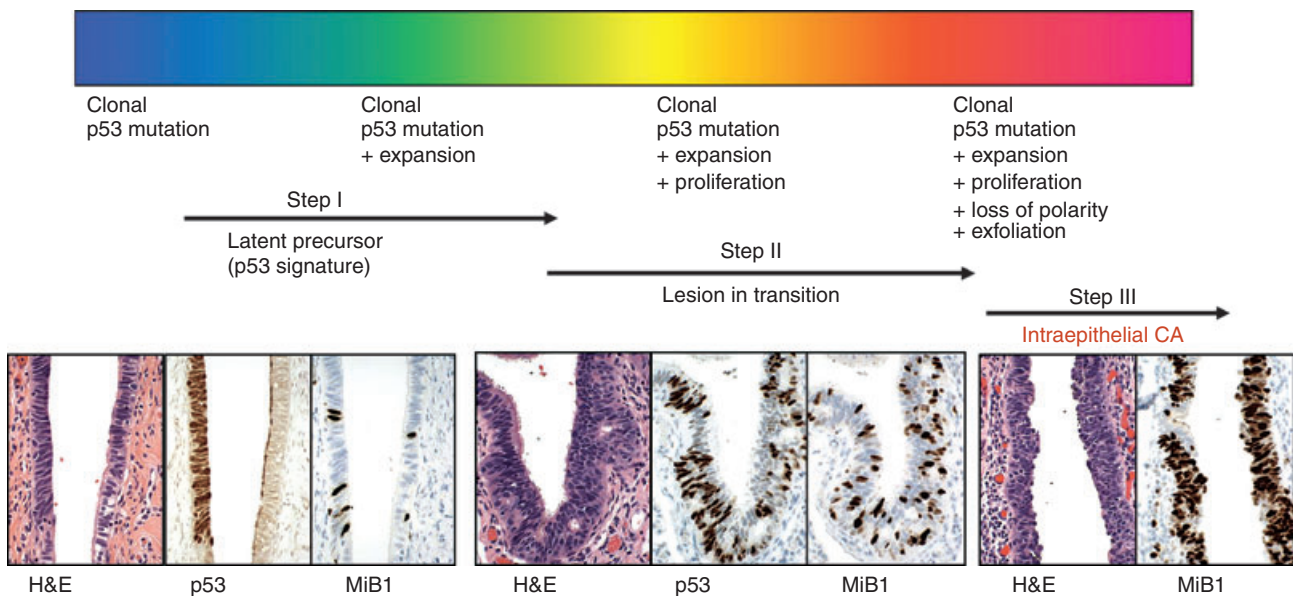 Clonal
p53 mutation
Clonal
p53 mutation
+ expansion
Clonal
p53 mutation
+ expansion
+ proliferation
Clonal
p53 mutation
+ expansion
+ proliferation
+ loss of polarity
+ exfoliation
Step I
Latent precursor
(p53 signature)
Step II
Lesion in transition
Step III
Intraepithelial CA
H&E
p53
MiB1
H&E
p53
MiB1
H&E
MiB1